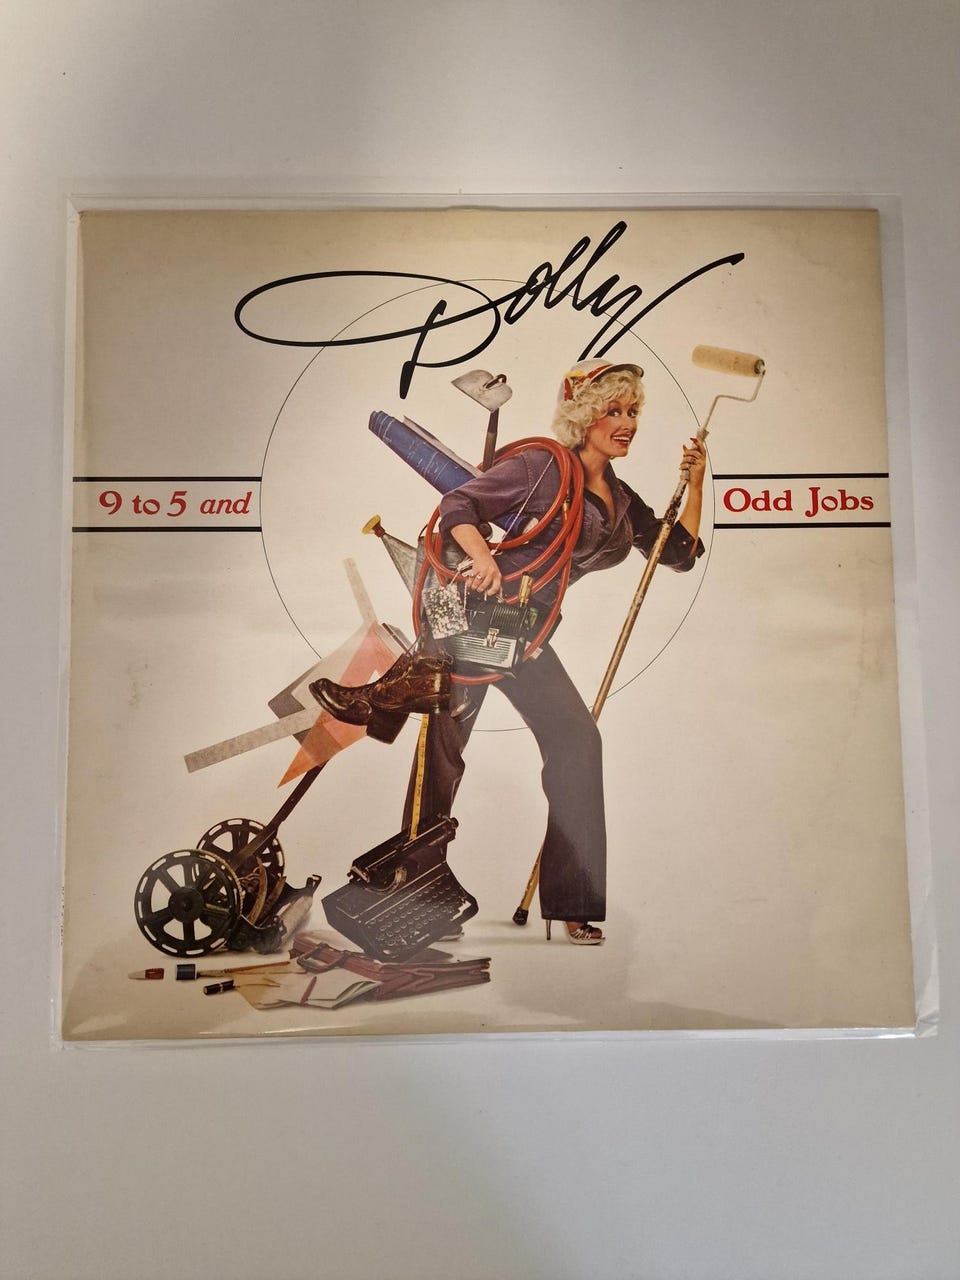 Dolly
9 to 5 and
Odd Jobs